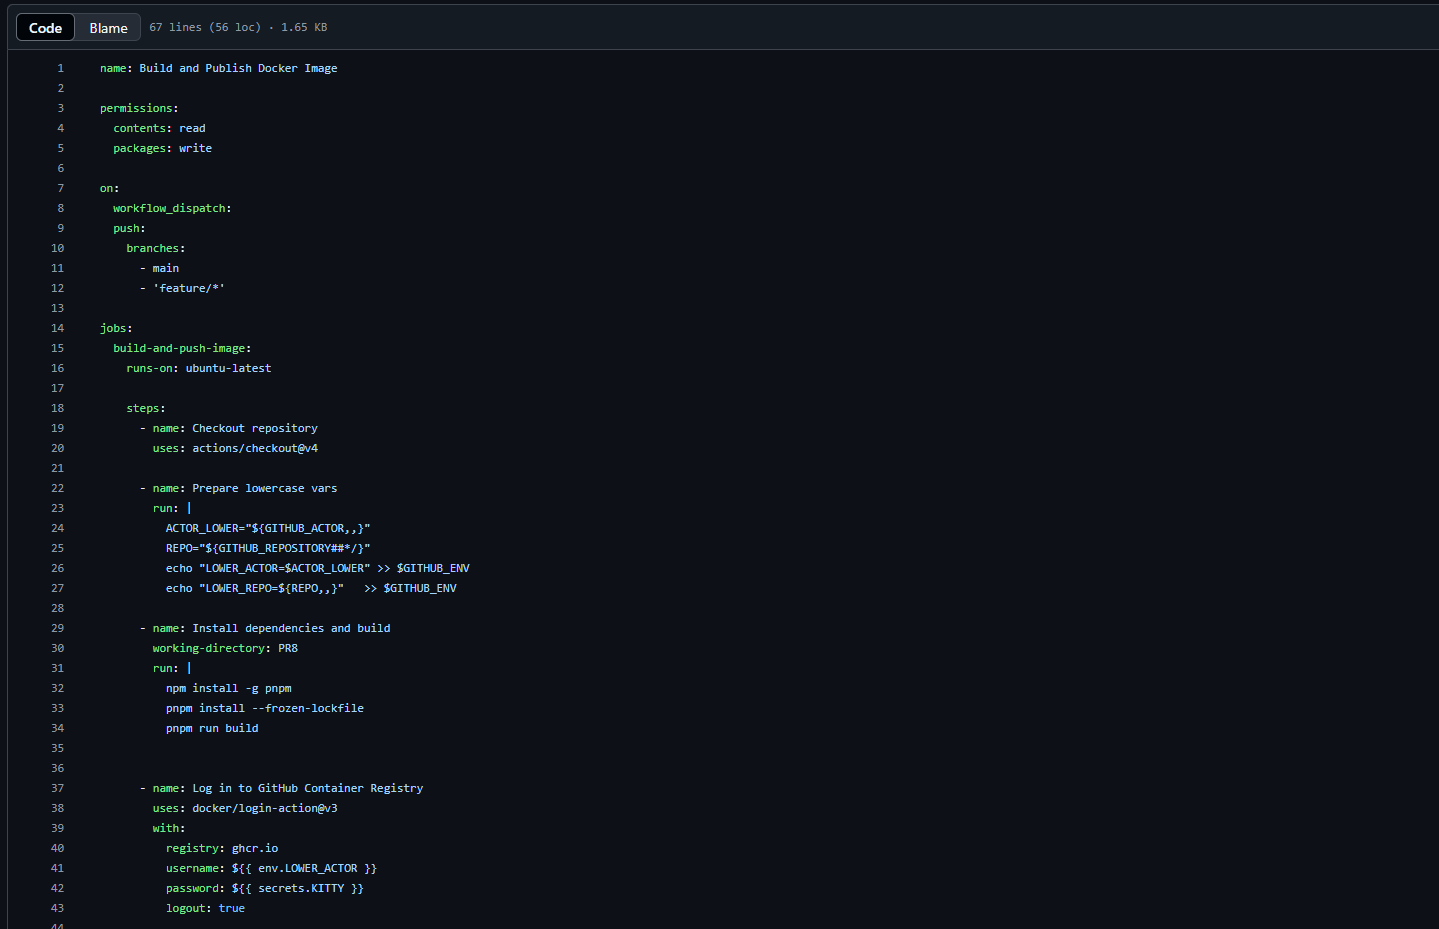 Code Blame 67 lines (56 loc) · 1.65 KB
1 name: Build and Publish Docker Image
2
3 permissions:
4   contents: read
5   packages: write
6
7 on:
8   workflow_dispatch:
9   push:
10     branches:
11       - main
12       - 'feature/*'
13
14 jobs:
15   build-and-push-image:
16     runs-on: ubuntu-latest
17
18     steps:
19       - name: Checkout repository
20         uses: actions/checkout@v4
21
22       - name: Prepare lowercase vars
23         run: |
24           ACTOR_LOWER="${GITHUB_ACTOR,,}"
25           REPO="${GITHUB_REPOSITORY##*/}"
26           echo "LOWER_ACTOR=$ACTOR_LOWER" >> $GITHUB_ENV
27           echo "LOWER_REPO=${REPO,,}"   >> $GITHUB_ENV
28
29       - name: Install dependencies and build
30         working-directory: PR8
31         run: |
32           npm install -g pnpm
33           pnpm install --frozen-lockfile
34           pnpm run build
35
36
37       - name: Log in to GitHub Container Registry
38         uses: docker/login-action@v3
39         with:
40           registry: ghcr.io
41           username: ${{ env.LOWER_ACTOR }}
42           password: ${{ secrets.KITTY }}
43           logout: true
44